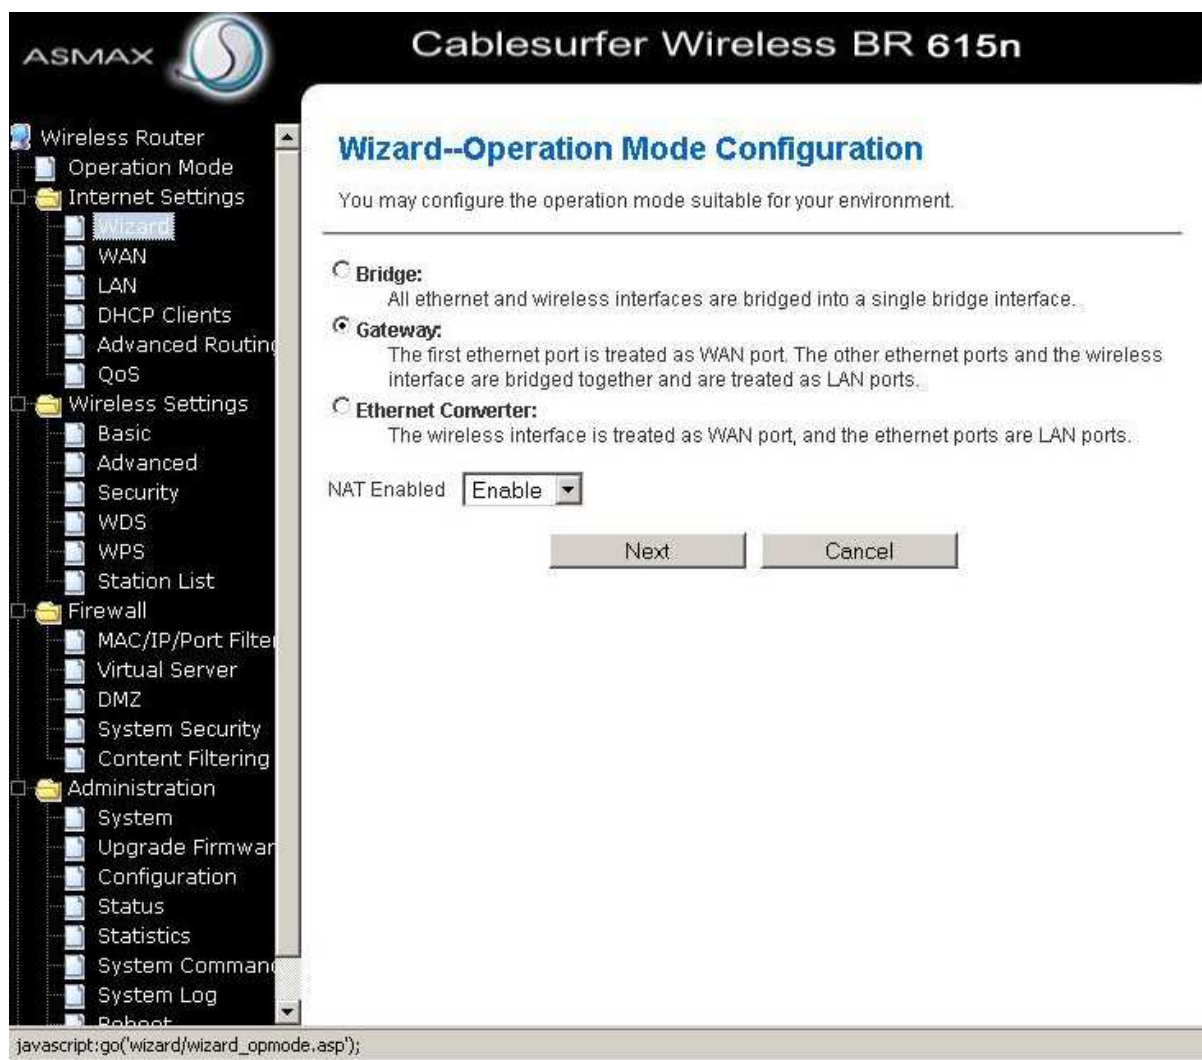 ASMAX
Cablesurfer Wireless BR 615n
Wireless Router
Operation Mode
Internet Settings
Wizard
WAN
LAN
DHCP Clients
Advanced Routing
QoS
Wireless Settings
Basic
Advanced
Security
WDS
WPS
Station List
Firewall
MAC/IP/Port Filter
Virtual Server
DMZ
System Security
Content Filtering
Administration
System
Upgrade Firmwar
Configuration
Status
Statistics
System Command
System Log
Reboot
Wizard--Operation Mode Configuration
You may configure the operation mode suitable for your environment.
Bridge:
All ethernet and wireless interfaces are bridged into a single bridge interface.
Gateway:
The first ethernet port is treated as WAN port. The other ethernet ports and the wireless
interface are bridged together and are treated as LAN ports.
Ethernet Converter:
The wireless interface is treated as WAN port, and the ethernet ports are LAN ports.
NAT Enabled Enable
Next Cancel
javascript:go('wizard/wizard_opmode.asp');